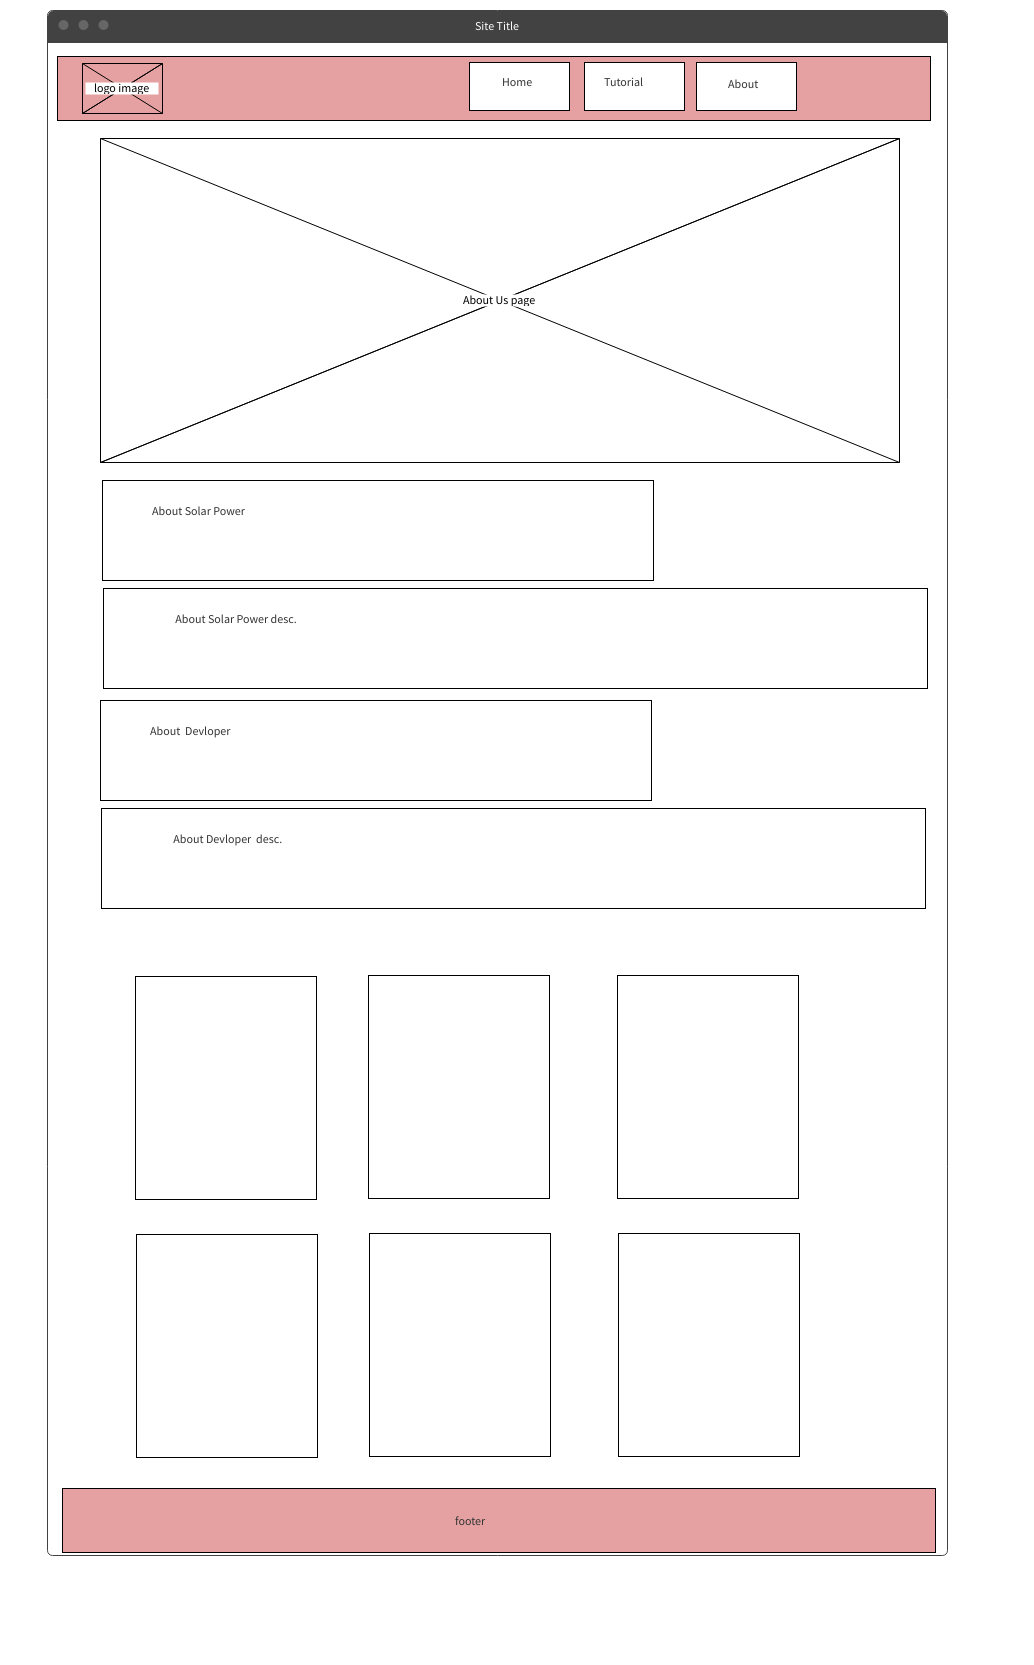 Site Title
logo image
Home
Tutorial
About
About Us page
About Solar Power
About Solar Power desc.
About  Devloper
About Devloper  desc.
footer